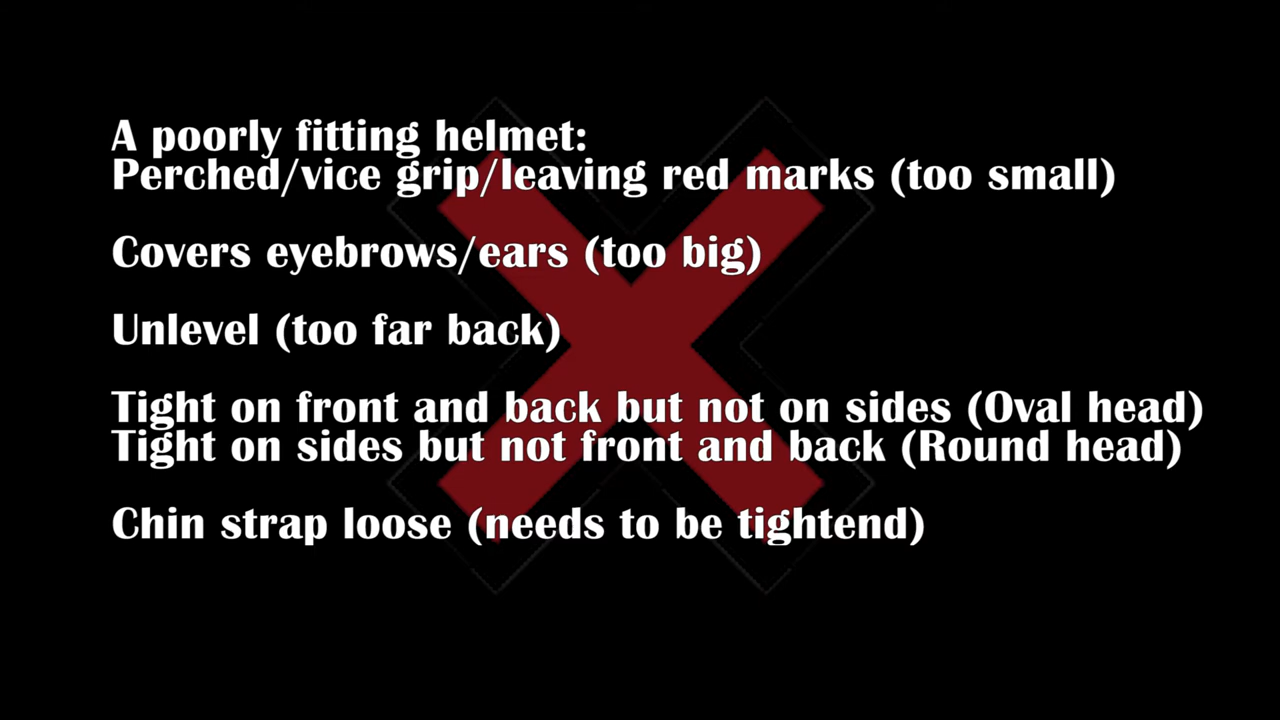 A poorly fitting helmet:
Perched/vice grip/leaving red marks (too small)
Covers eyebrows/ears (too big)
Unlevel (too far back)
Tight on front and back but not on sides (Oval head)
Tight on sides but not front and back (Round head)
Chin strap loose (needs to be tightend)